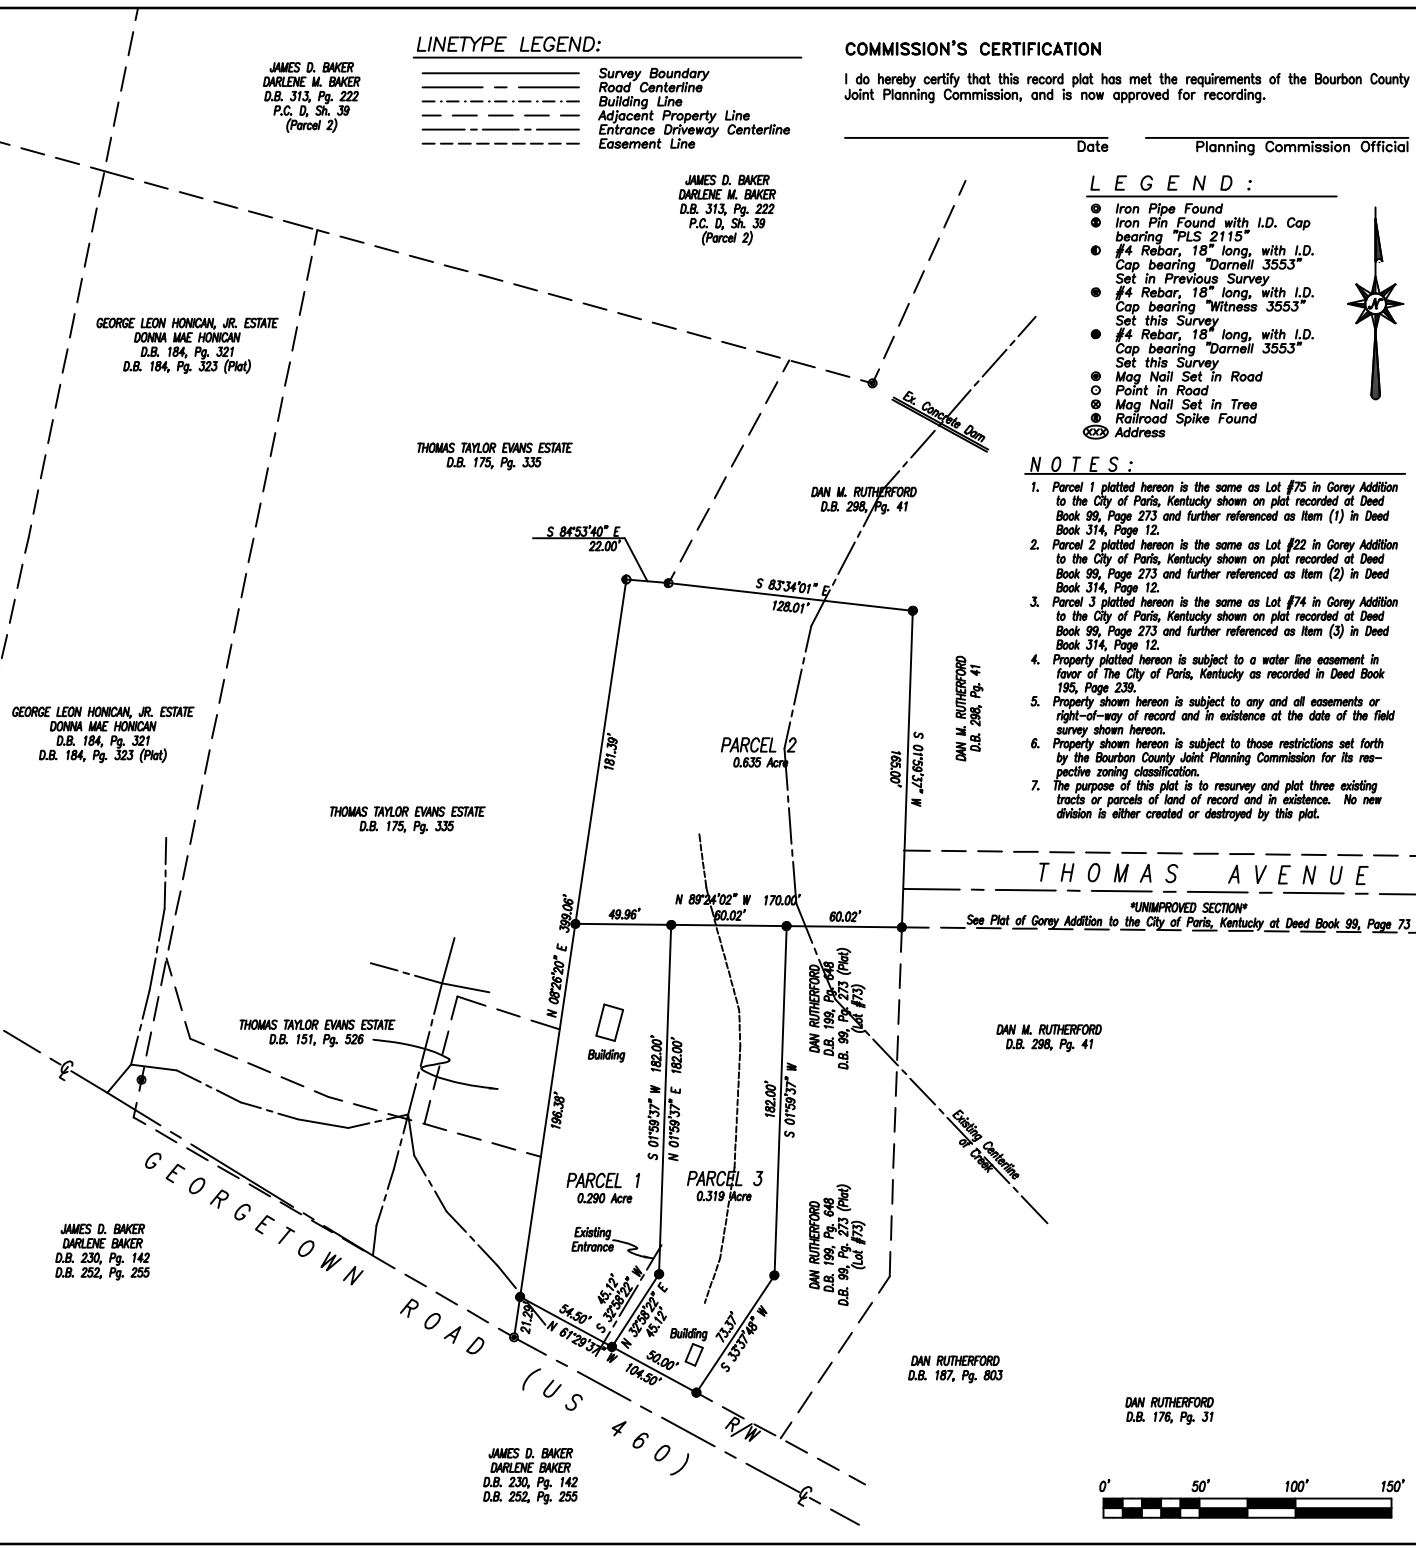 JAMES D. BAKER
DARLENE M. BAKER
D.B. 313, Pg. 222
P.C. D, Sh. 39
(Parcel 2)
LINETYPE LEGEND:
Survey Boundary
Road Centerline
Building Line
Adjacent Property Line
Entrance Driveway Centerline
Easement Line
COMMISSION'S CERTIFICATION
I do hereby certify that this record plat has met the requirements of the Bourbon County
Joint Planning Commission, and is now approved for recording.
Date
Planning Commission Official
JAMES D. BAKER
DARLENE M. BAKER
D.B. 313, Pg. 222
P.C. D, Sh. 39
(Parcel 2)
LEGEND:
Iron Pipe Found
Iron Pin Found with I.D. Cap
bearing "PLS 2115"
#4 Rebar, 18" long, with I.D.
Cap bearing "Darnell 3553"
Set in Previous Survey
#4 Rebar, 18" long, with I.D.
Cap bearing "Witness 3553"
Set this Survey
#4 Rebar, 18" long, with I.D.
Cap bearing "Darnell 3553"
Set this Survey
Mag Nail Set in Road
Point in Road
Mag Nail Set in Tree
Railroad Spike Found
XXX Address
N
GEORGE LEON HONICAN, JR. ESTATE
DONNA MAE HONICAN
D.B. 184, Pg. 321
D.B. 184, Pg. 323 (Plat)
Ex. Concrete Dam
THOMAS TAYLOR EVANS ESTATE
D.B. 175, Pg. 335
DAN M. RUTHERFORD
D.B. 298, Pg. 41
NOTES:
1. Parcel 1 platted hereon is the same as Lot #75 in Gorey Addition
to the City of Paris, Kentucky shown on plat recorded at Deed
Book 99, Page 273 and further referenced as Item (1) in Deed
Book 314, Page 12.
2. Parcel 2 platted hereon is the same as Lot #22 in Gorey Addition
to the City of Paris, Kentucky shown on plat recorded at Deed
Book 99, Page 273 and further referenced as Item (2) in Deed
Book 314, Page 12.
3. Parcel 3 platted hereon is the same as Lot #74 in Gorey Addition
to the City of Paris, Kentucky shown on plat recorded at Deed
Book 99, Page 273 and further referenced as Item (3) in Deed
Book 314, Page 12.
4. Property platted hereon is subject to a water line easement in
favor of The City of Paris, Kentucky as recorded in Deed Book
195, Page 239.
5. Property shown hereon is subject to any and all easements or
right-of-way of record and in existence at the date of the field
survey shown hereon.
6. Property shown hereon is subject to those restrictions set forth
by the Bourbon County Joint Planning Commission for its res-
pective zoning classification.
7. The purpose of this plat is to resurvey and plat three existing
tracts or parcels of land of record and in existence. No new
division is either created or destroyed by this plat.
S 84°53'40" E
22.00'
S 83°34'01" E
128.01'
DAN M. RUTHERFORD
D.B. 298, Pg. 41
GEORGE LEON HONICAN, JR. ESTATE
DONNA MAE HONICAN
D.B. 184, Pg. 321
D.B. 184, Pg. 323 (Plat)
181.39'
PARCEL 2
0.635 Acre
165.00'
S 01°59'37" W
THOMAS TAYLOR EVANS ESTATE
D.B. 175, Pg. 335
THOMAS AVENUE
*UNIMPROVED SECTION*
See Plat of Gorey Addition to the City of Paris, Kentucky at Deed Book 99, Page 73
N 89°24'02" W 170.00'
49.96'
60.02'
60.02'
N 08°26'20" E 399.06'
DAN RUTHERFORD
D.B. 199, Pg. 648
D.B. 99, Pg. 273 (Plat)
(Lot #73)
THOMAS TAYLOR EVANS ESTATE
D.B. 151, Pg. 526
Building
DAN M. RUTHERFORD
D.B. 298, Pg. 41
196.38'
S 01°59'37" W 182.00'
N 01°59'37" E 182.00'
182.00'
S 01°59'37" W
Existing Centerline
of Creek
PARCEL 1
0.290 Acre
PARCEL 3
0.319 Acre
GEORGETOWN ROAD (US 460)
JAMES D. BAKER
DARLENE BAKER
D.B. 230, Pg. 142
D.B. 252, Pg. 255
Existing
Entrance
DAN RUTHERFORD
D.B. 199, Pg. 648
D.B. 99, Pg. 273 (Plat)
(Lot #73)
45.12'
S 32°58'22" W
N 32°58'22" E
45.12'
21.29'
54.50'
N 61°29'37" W
104.50'
50.00'
Building
73.37'
S 33°37'48" W
DAN RUTHERFORD
D.B. 187, Pg. 803
DAN RUTHERFORD
D.B. 176, Pg. 31
R/W
JAMES D. BAKER
DARLENE BAKER
D.B. 230, Pg. 142
D.B. 252, Pg. 255
0' 50' 100' 150'